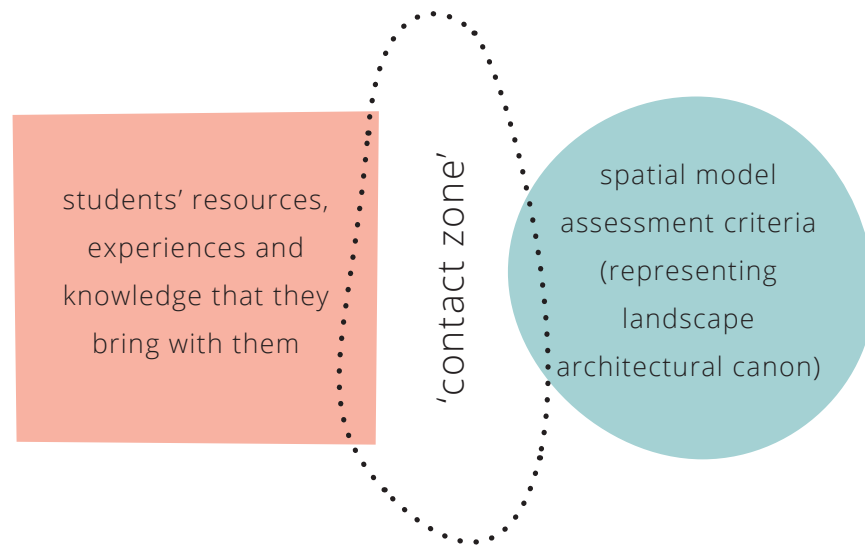 students’ resources,
experiences and
knowledge that they
bring with them
‘contact zone’
spatial model
assessment criteria
(representing
landscape
architectural canon)